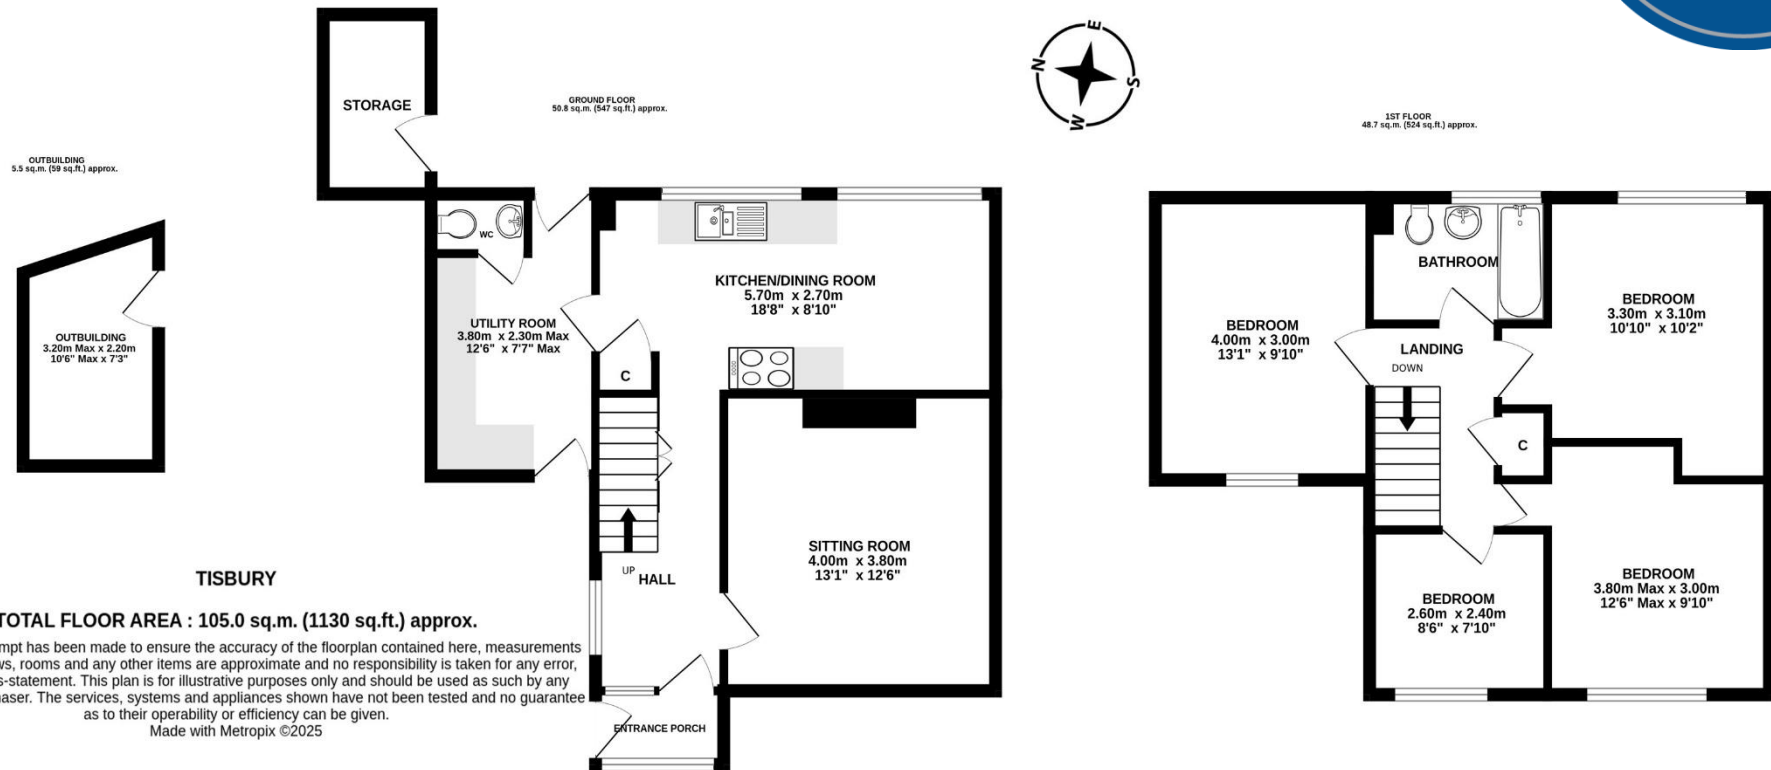 STORAGE
GROUND FLOOR
50.8 sq.m. (547 sq.ft.) approx.
E
N
S
W
1ST FLOOR
48.7 sq.m. (524 sq.ft.) approx.
OUTBUILDING
5.5 sq.m. (59 sq.ft.) approx.
WC
KITCHEN/DINING ROOM
5.70m x 2.70m
18'8" x 8'10"
UTILITY ROOM
3.80m x 2.30m Max
12'6" x 7'7" Max
OUTBUILDING
3.20m Max x 2.20m
10'6" Max x 7'3"
C
BATHROOM
BEDROOM
4.00m x 3.00m
13'1" x 9'10"
BEDROOM
3.30m x 3.10m
10'10" x 10'2"
LANDING
DOWN
C
SITTING ROOM
4.00m x 3.80m
13'1" x 12'6"
UP
HALL
BEDROOM
2.60m x 2.40m
8'6" x 7'10"
BEDROOM
3.80m Max x 3.00m
12'6" Max x 9'10"
ENTRANCE PORCH
TISBURY
TOTAL FLOOR AREA : 105.0 sq.m. (1130 sq.ft.) approx.
has been made to ensure the accuracy of the floorplan contained here, measurements
rooms and any other items are approximate and no responsibility is taken for any error,
-statement. This plan is for illustrative purposes only and should be used as such by any
The services, systems and appliances shown have not been tested and no guarantee
as to their operability or efficiency can be given.
Made with Metropix ©2025